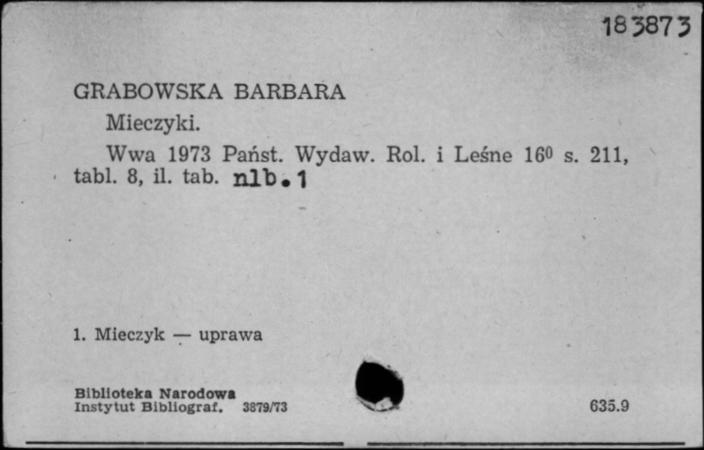 183873
GRABOWSKA BARBARA
Mieczyki.
Wwa 1973 Państ. Wydaw. Rol. i Leśne 16⁰ s. 211,
tabl. 8, il. tab. nlb.1
1. Mieczyk — uprawa
Biblioteka Narodowa
Instytut Bibliograf. 3879/73
635.9